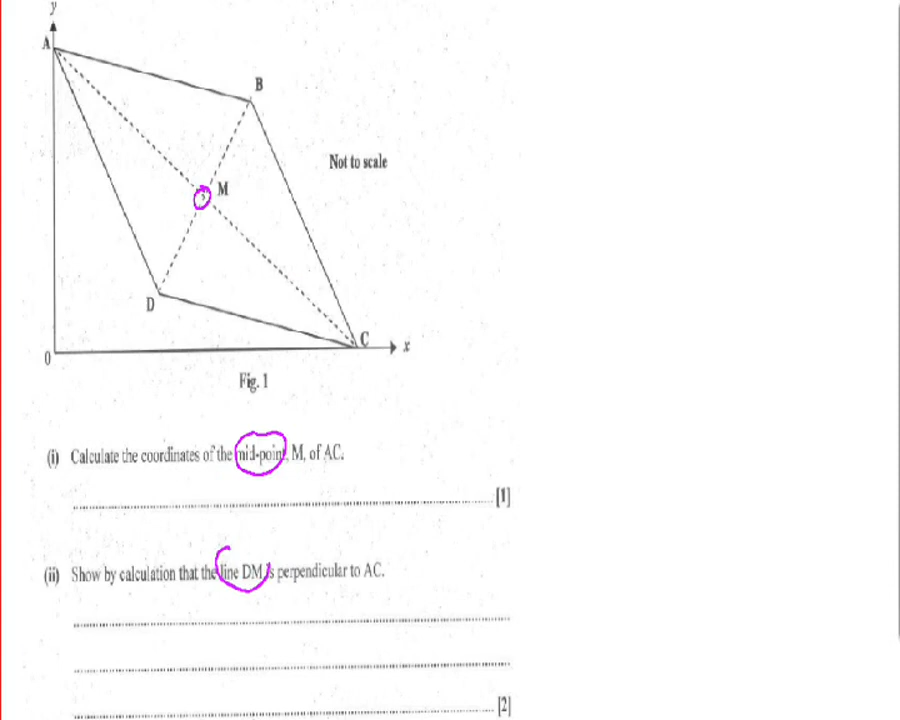 y
A
B
Not to scale
M
D
C
x
0
Fig. 1
(i) Calculate the coordinates of the mid-point, M, of AC.
[1]
(ii) Show by calculation that the line DM is perpendicular to AC.
[2]